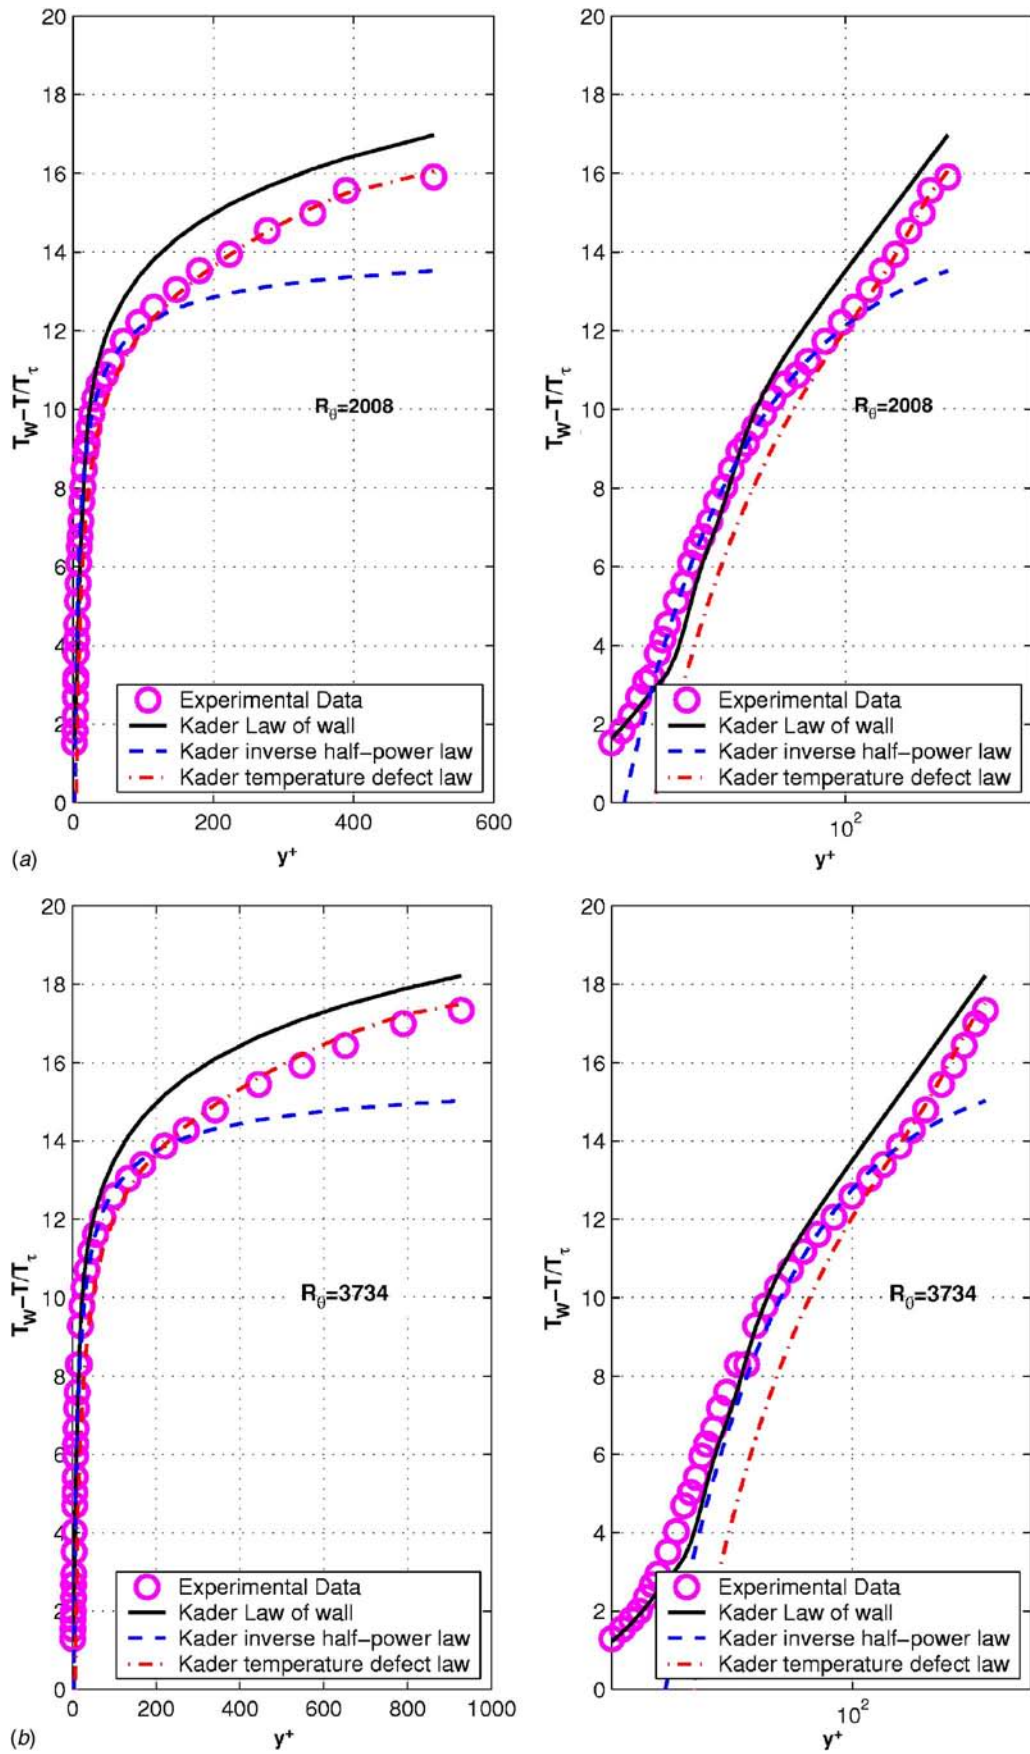 20
18
16
14
12
10
8
6
4
2
0
T_W−T/T_τ
R_θ=2008
Experimental Data
Kader Law of wall
Kader inverse half−power law
Kader temperature defect law
0
200
400
600
y⁺
(a)
20
18
16
14
12
10
8
6
4
2
0
T_W−T/T_τ
R_θ=2008
Experimental Data
Kader Law of wall
Kader inverse half−power law
Kader temperature defect law
10²
y⁺
20
18
16
14
12
10
8
6
4
2
0
T_W−T/T_τ
R_θ=3734
Experimental Data
Kader Law of wall
Kader inverse half−power law
Kader temperature defect law
0
200
400
600
800
1000
y⁺
(b)
20
18
16
14
12
10
8
6
4
2
0
T_W−T/T_τ
R_θ=3734
Experimental Data
Kader Law of wall
Kader inverse half−power law
Kader temperature defect law
10²
y⁺